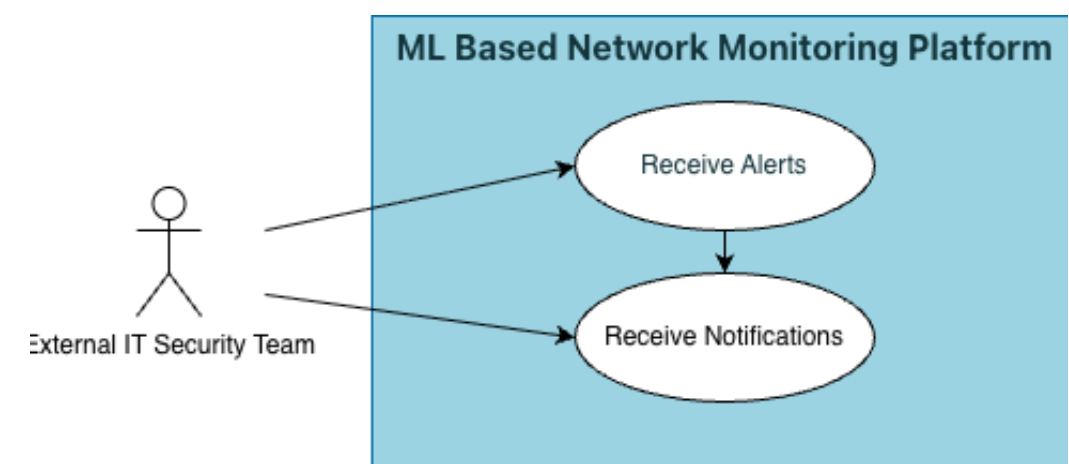 ML Based Network Monitoring Platform
Receive Alerts
Receive Notifications
External IT Security Team